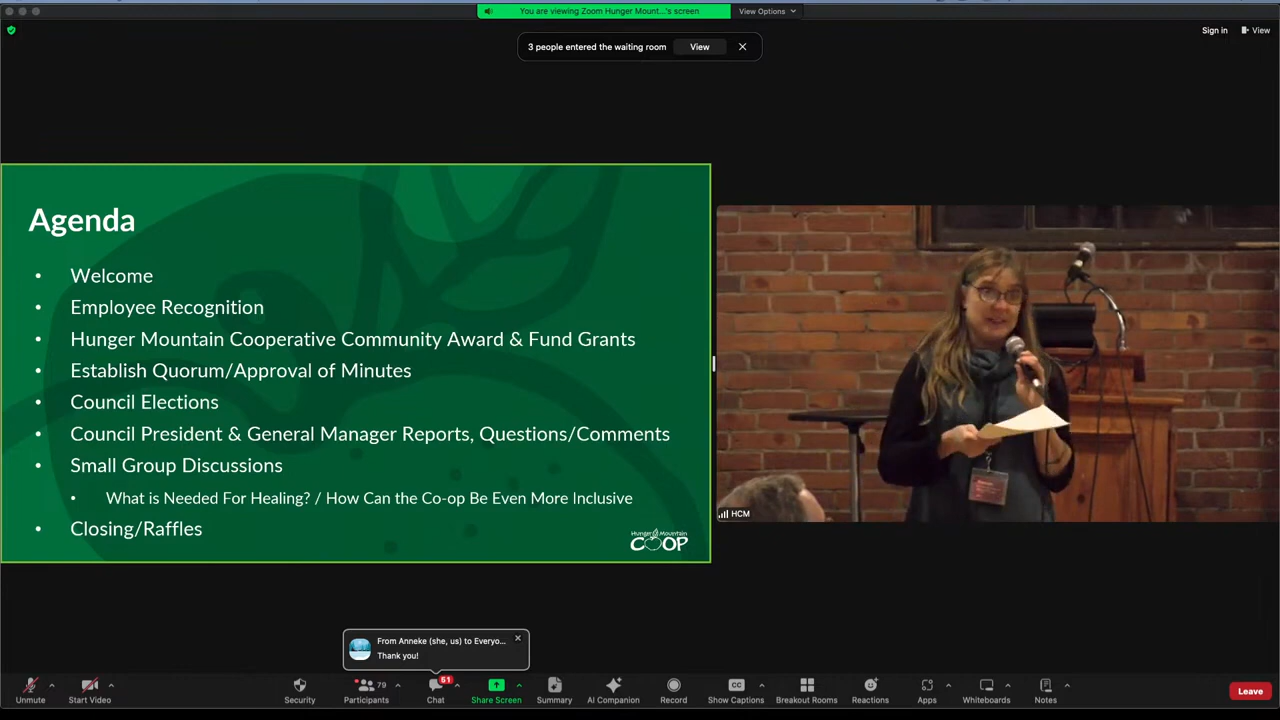 You are viewing Zoom Hunger Mount...'s screen
View Options
Sign in
View
3 people entered the waiting room
View
Agenda
• Welcome
• Employee Recognition
• Hunger Mountain Cooperative Community Award & Fund Grants
• Establish Quorum/Approval of Minutes
• Council Elections
• Council President & General Manager Reports, Questions/Comments
• Small Group Discussions
• What is Needed For Healing? / How Can the Co-op Be Even More Inclusive
• Closing/Raffles
Hunger Mountain
COOP
HCM
From Anneke (she, us) to Everyo...
Thank you!
Unmute
Start Video
Security
79
Participants
61
Chat
Share Screen
Summary
AI Companion
Record
Show Captions
Breakout Rooms
Reactions
Apps
Whiteboards
Notes
Leave